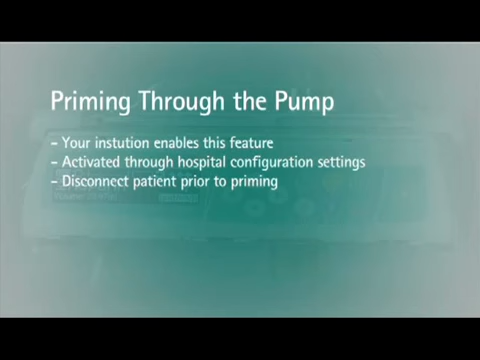 Priming Through the Pump
- Your instution enables this feature
- Activated through hospital configuration settings
- Disconnect patient prior to priming